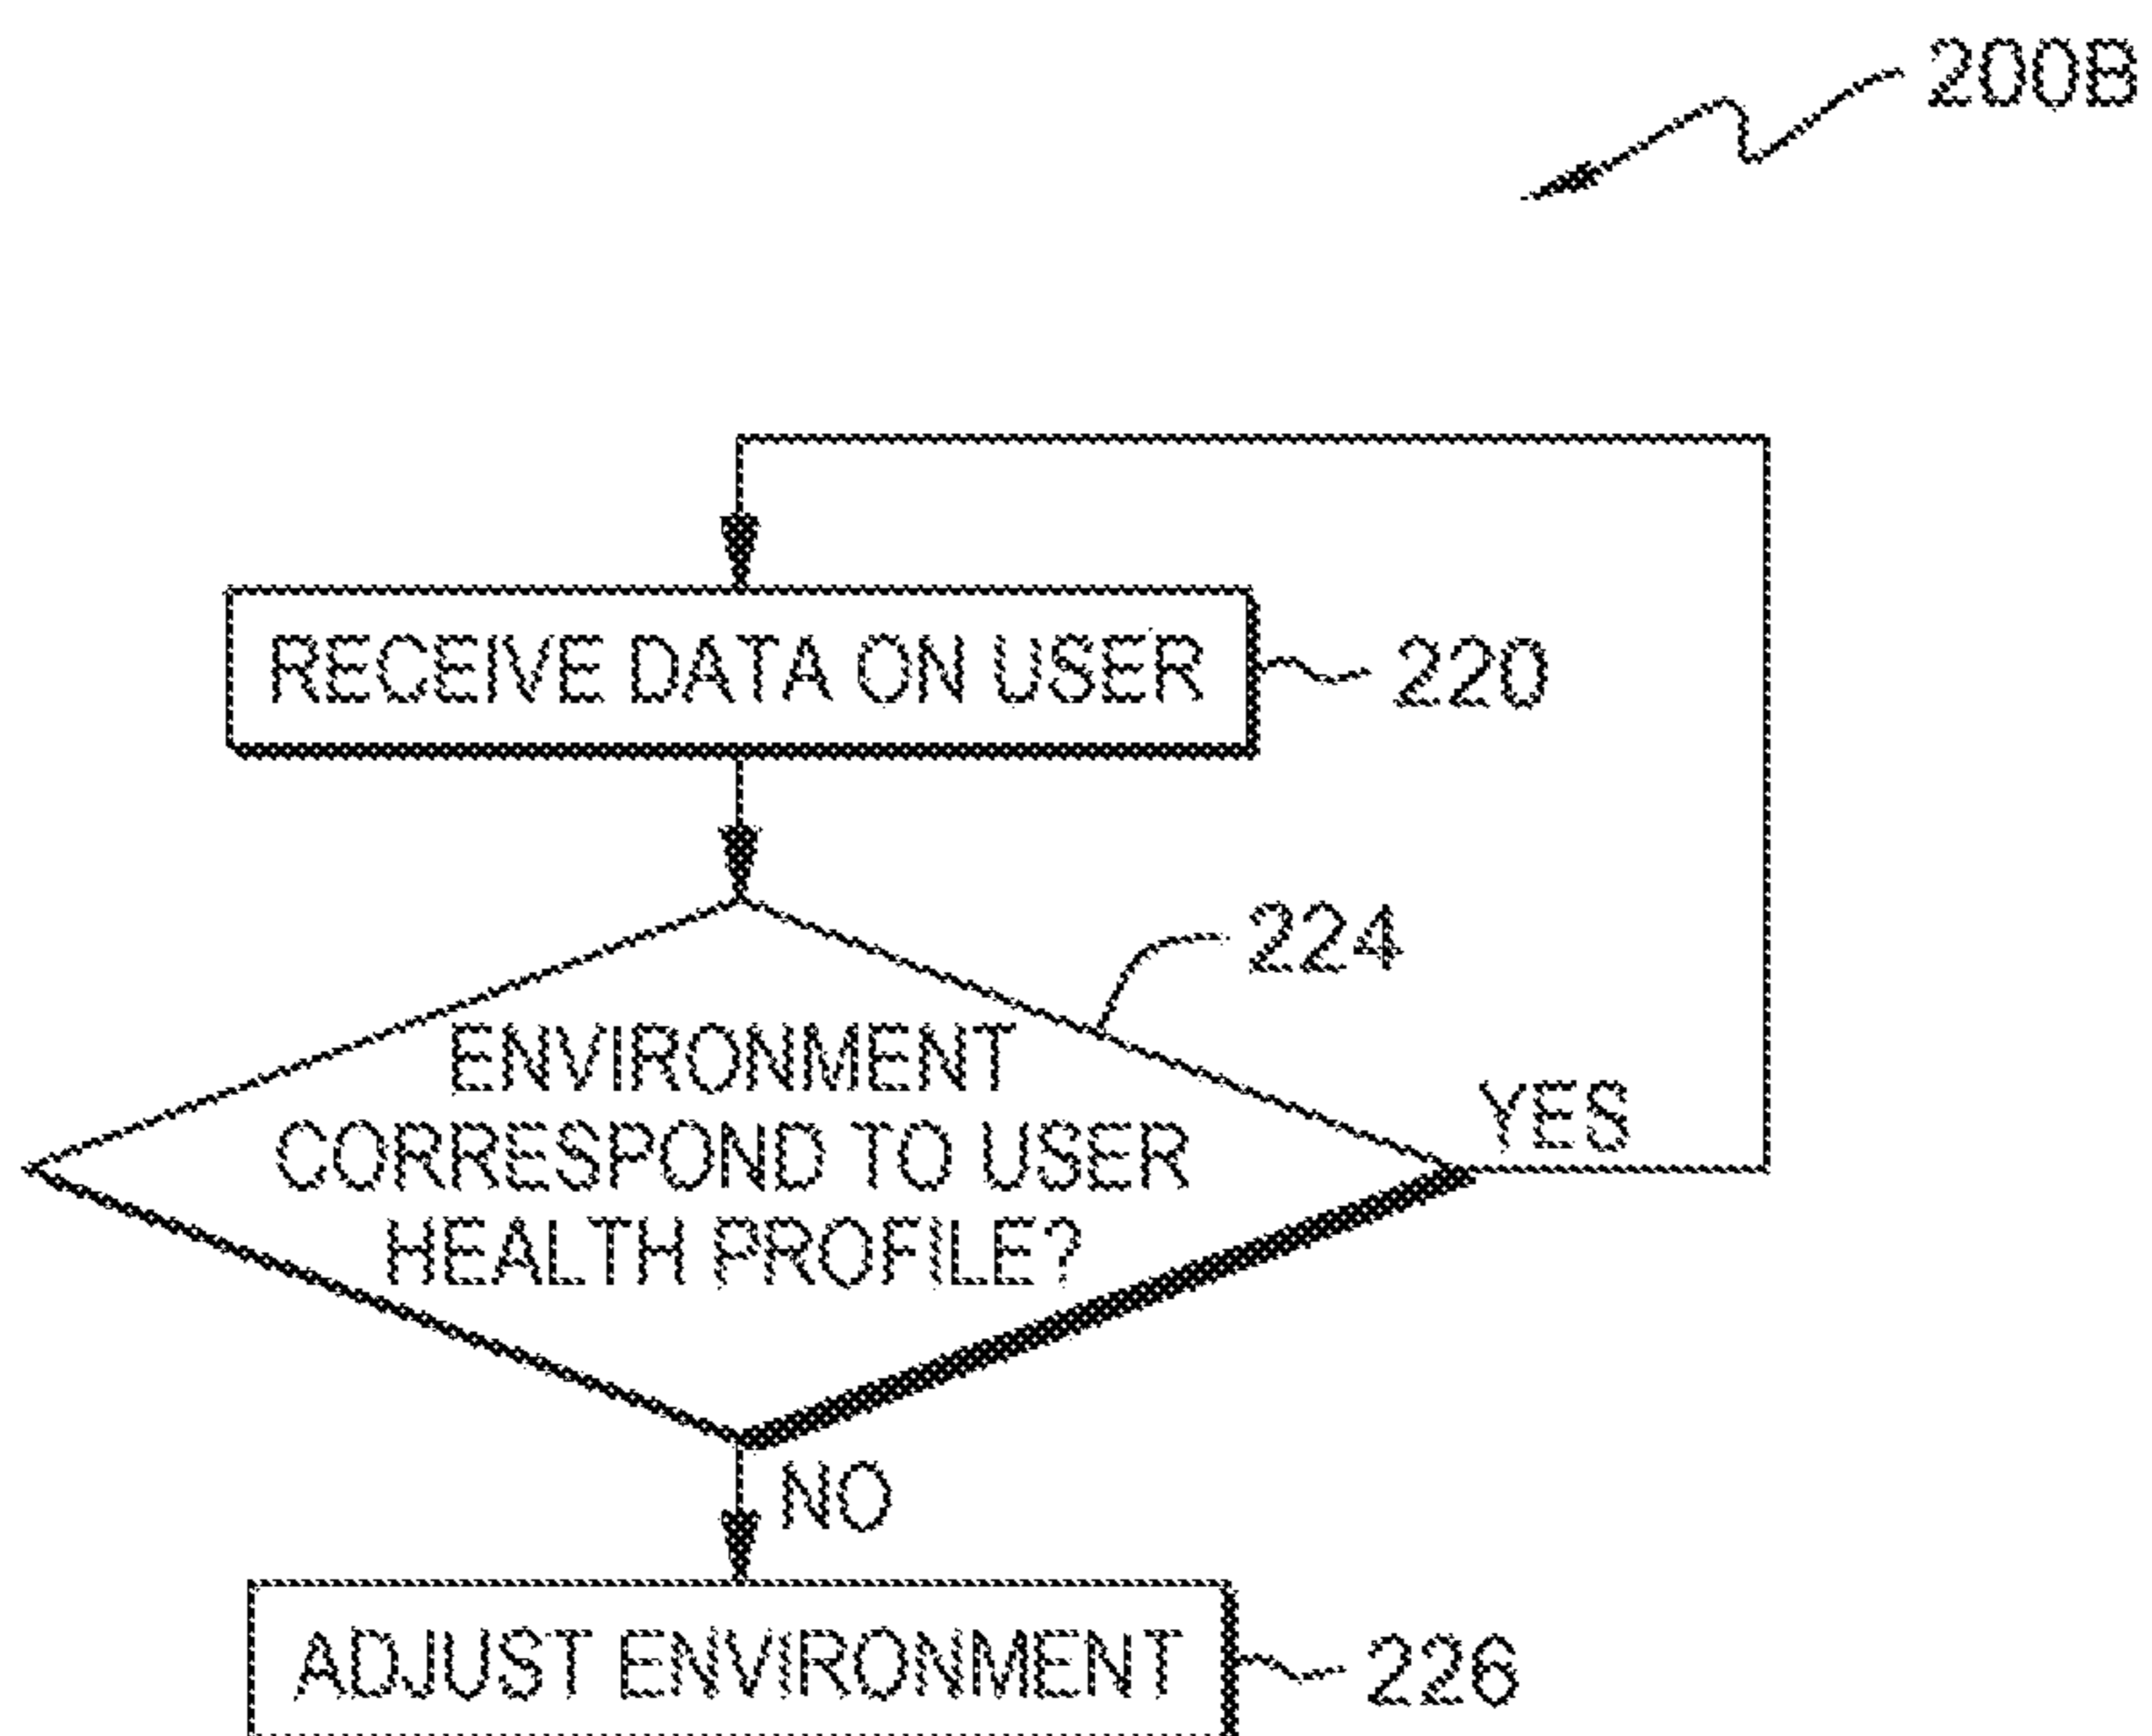 200B
RECEIVE DATA ON USER
220
224
ENVIRONMENT
CORRESPOND TO USER
HEALTH PROFILE?
YES
NO
ADJUST ENVIRONMENT
226